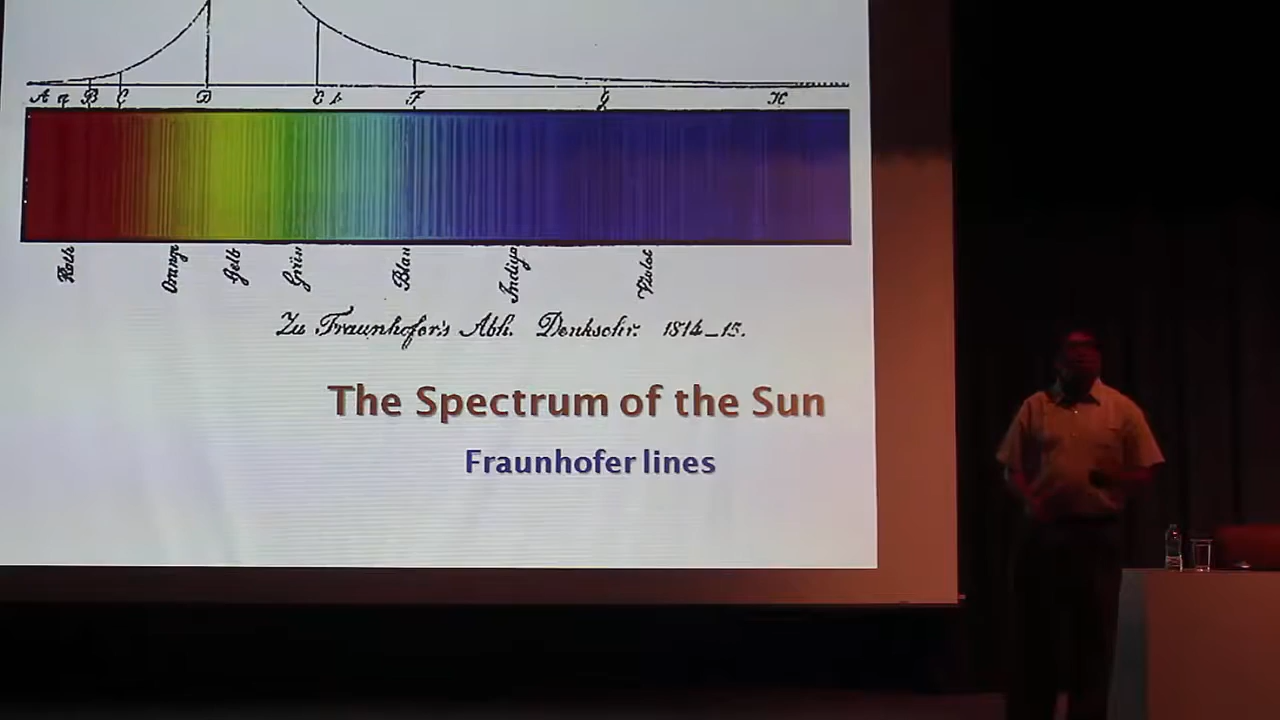 A a B C D E b F G H
Roth Orange Gelb Grün Blau Indigo Violet
Zu Fraunhofer's Abh. Denkschr. 1814_15.
The Spectrum of the Sun
Fraunhofer lines